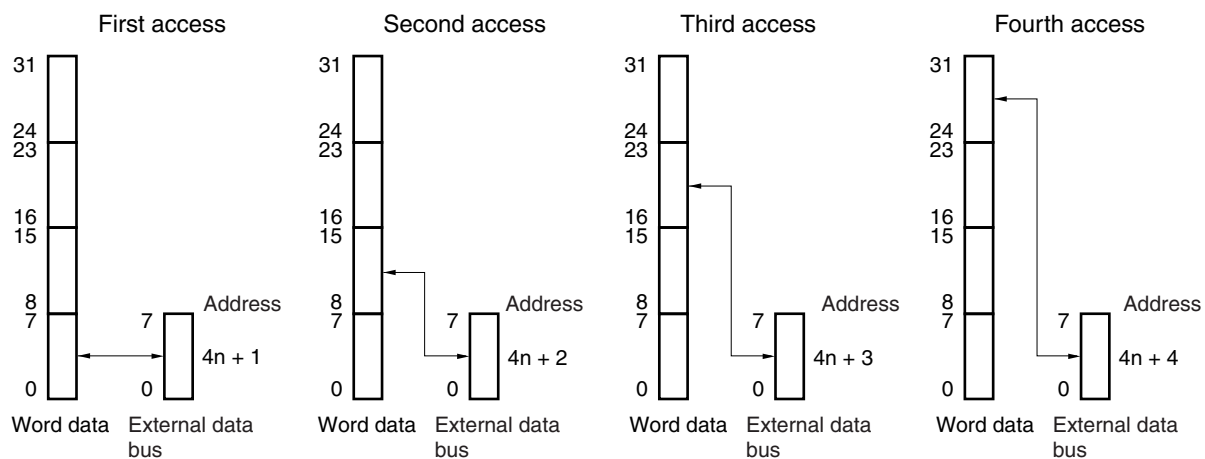 First access
31
24
23
16
15
8
7
0
Address
7
4n + 1
0
Word data
External data
bus
Second access
31
24
23
16
15
8
7
0
Address
7
4n + 2
0
Word data
External data
bus
Third access
31
24
23
16
15
8
7
0
Address
7
4n + 3
0
Word data
External data
bus
Fourth access
31
24
23
16
15
8
7
0
Address
7
4n + 4
0
Word data
External data
bus